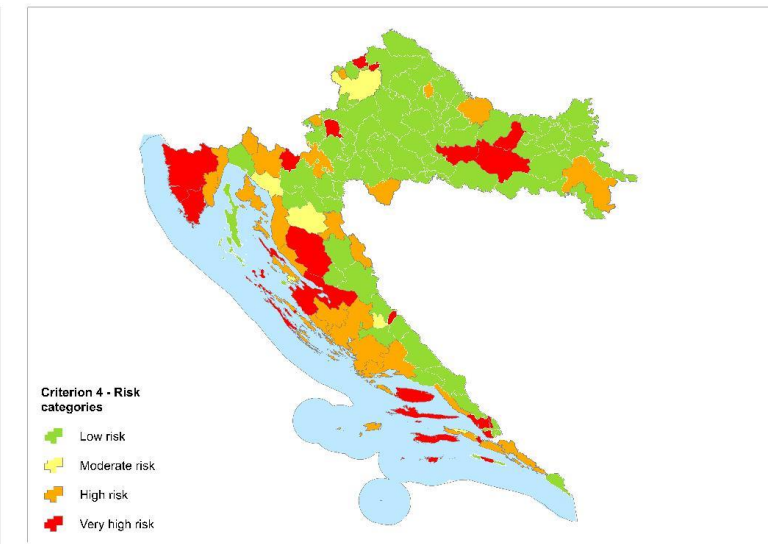 Criterion 4 - Risk
categories
Low risk
Moderate risk
High risk
Very high risk